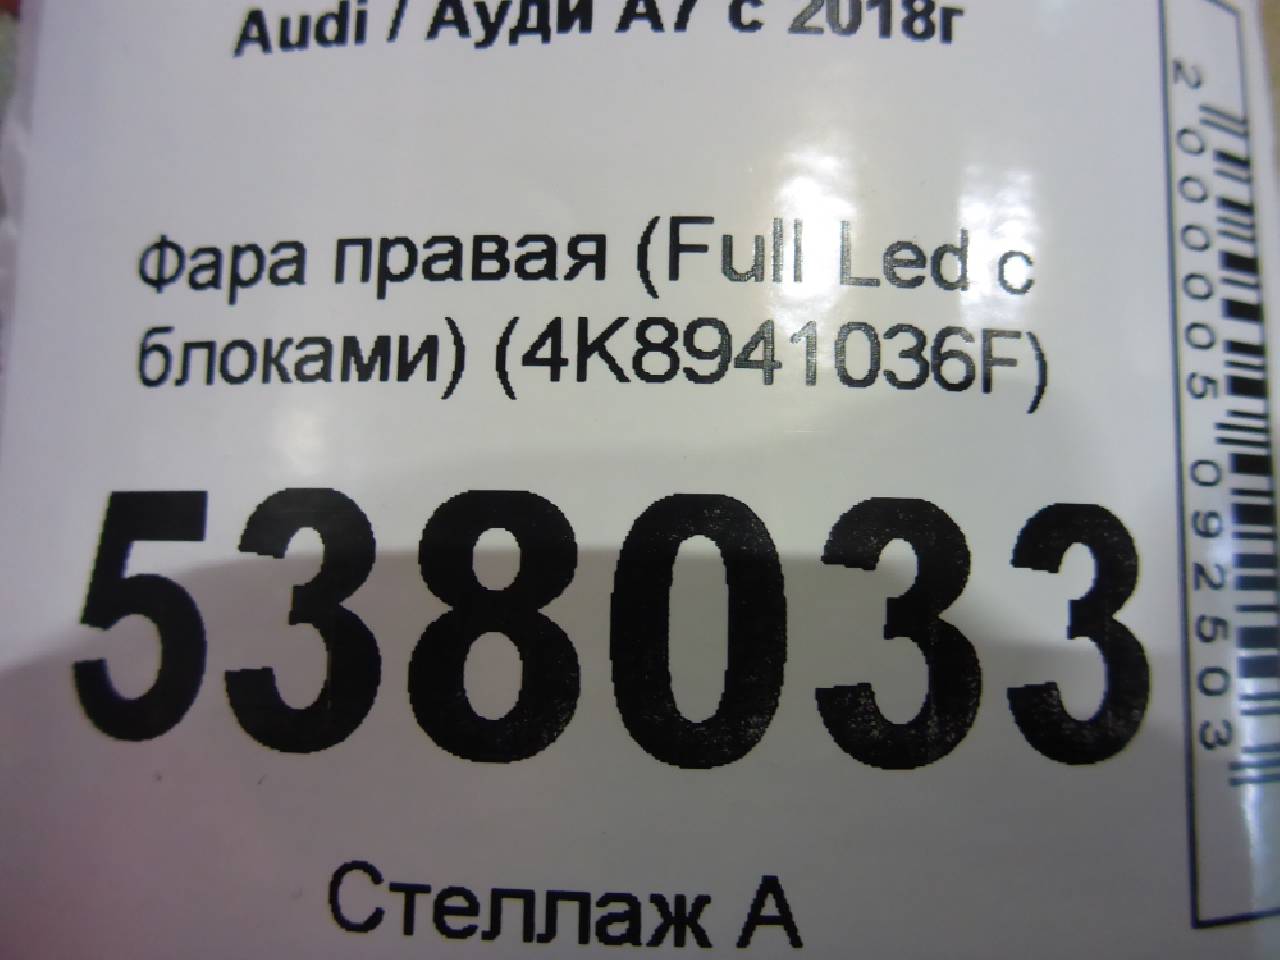 Audi / Ауди А7 с 2018г
Фара правая (Full Led с
блоками) (4K8941036F)
538033
Стеллаж А
2000005092503